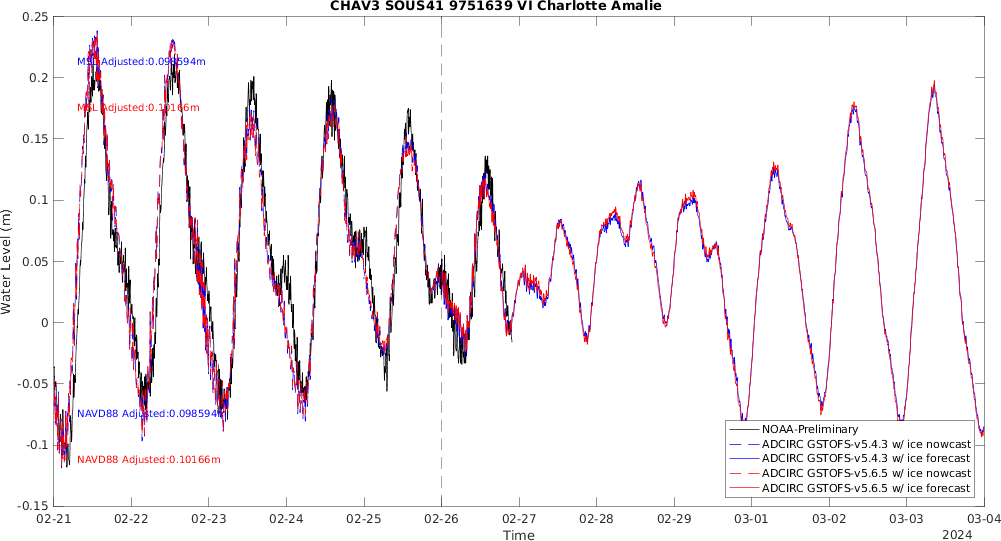 CHAV3 SOUS41 9751639 VI Charlotte Amalie
0.25
0.2
0.15
0.1
0.05
0
-0.05
-0.1
-0.15
Water Level (m)
MSL Adjusted:0.098594m
MSL Adjusted:0.10166m
NAVD88 Adjusted:0.098594m
NAVD88 Adjusted:0.10166m
NOAA-Preliminary
ADCIRC GSTOFS-v5.4.3 w/ ice nowcast
ADCIRC GSTOFS-v5.4.3 w/ ice forecast
ADCIRC GSTOFS-v5.6.5 w/ ice nowcast
ADCIRC GSTOFS-v5.6.5 w/ ice forecast
02-21 02-22 02-23 02-24 02-25 02-26 02-27 02-28 02-29 03-01 03-02 03-03 03-04
Time
2024